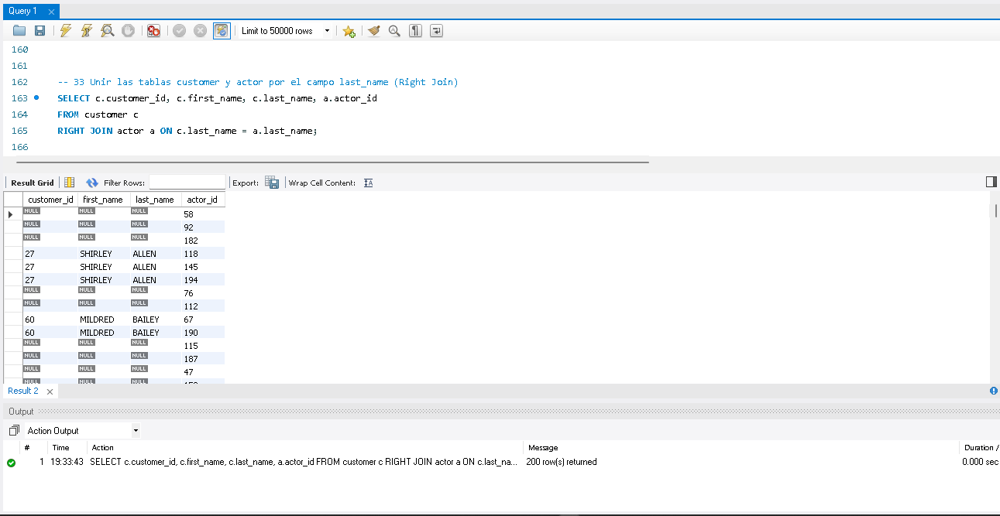 Query 1
Limit to 50000 rows
160
161
162 -- 33 Unir las tablas customer y actor por el campo last_name (Right Join)
163 SELECT c.customer_id, c.first_name, c.last_name, a.actor_id
164 FROM customer c
165 RIGHT JOIN actor a ON c.last_name = a.last_name;
166
Result Grid Filter Rows: Export: Wrap Cell Content:
customer_id first_name last_name actor_id
NULL NULL NULL 58
NULL NULL NULL 92
NULL NULL NULL 182
27 SHIRLEY ALLEN 118
27 SHIRLEY ALLEN 145
27 SHIRLEY ALLEN 194
NULL NULL NULL 76
NULL NULL NULL 112
60 MILDRED BAILEY 67
60 MILDRED BAILEY 190
NULL NULL NULL 115
NULL NULL NULL 187
NULL NULL NULL 47
NULL NULL NULL
Result 2
Output
Action Output
# Time Action Message Duration /
1 19:33:43 SELECT c.customer_id, c.first_name, c.last_name, a.actor_id FROM customer c RIGHT JOIN actor a ON c.last_na... 200 row(s) returned 0.000 sec